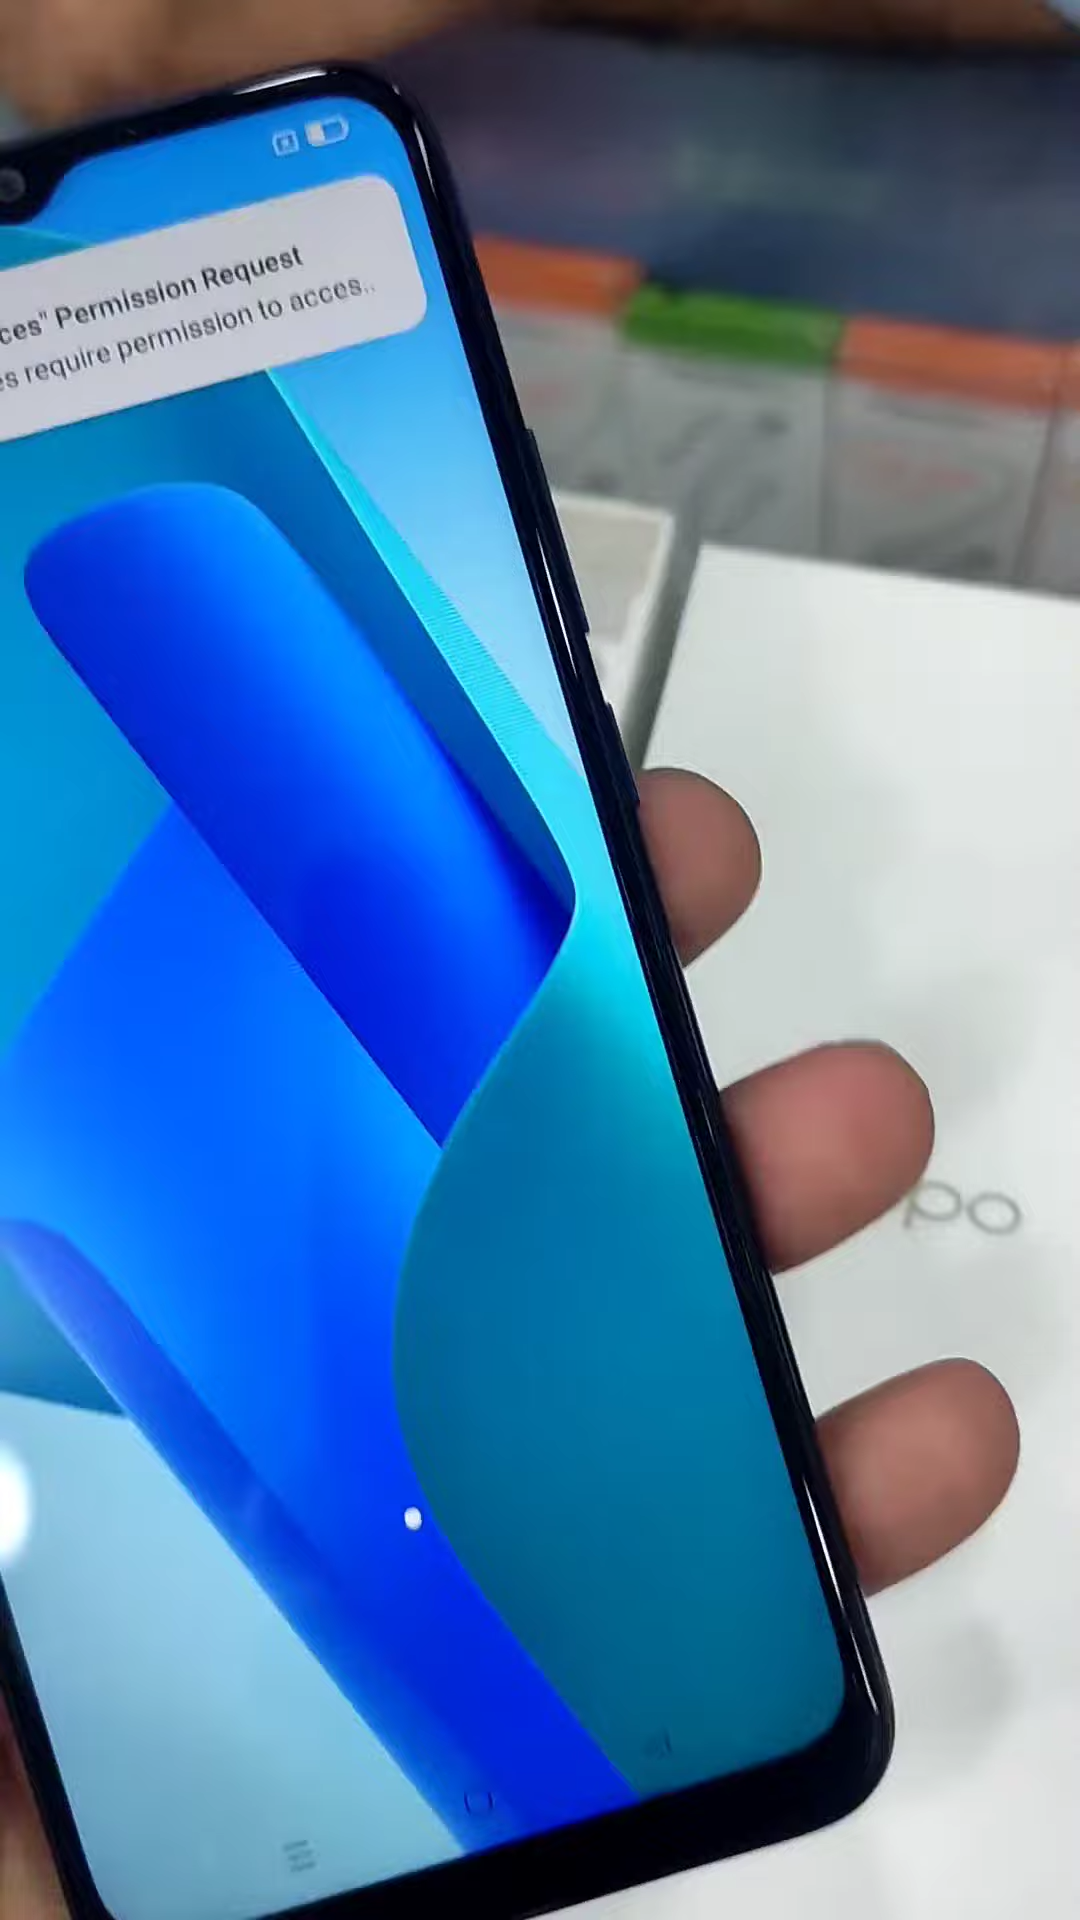 ces" Permission Request
es require permission to acces..
po